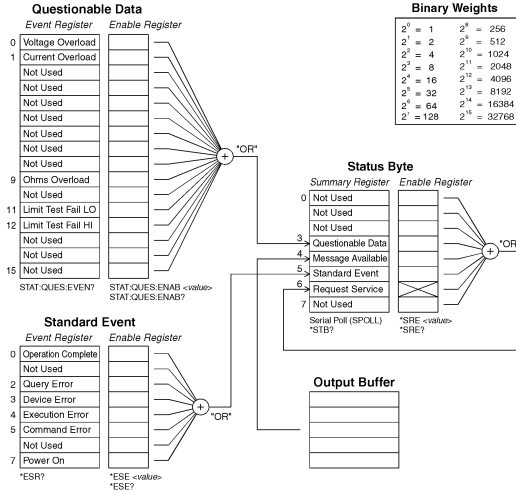 Questionable Data
Event Register Enable Register
0 Voltage Overload
1 Current Overload
Not Used
Not Used
Not Used
Not Used
Not Used
Not Used
Not Used
9 Ohms Overload
Not Used
11 Limit Test Fail LO
12 Limit Test Fail HI
Not Used
Not Used
15 Not Used
"OR"
+
STAT:QUES:EVEN? STAT:QUES:ENAB <value>
STAT:QUES:ENAB?
Binary Weights
2^0 = 1 2^8 = 256
2^1 = 2 2^9 = 512
2^2 = 4 2^10 = 1024
2^3 = 8 2^11 = 2048
2^4 = 16 2^12 = 4096
2^5 = 32 2^13 = 8192
2^6 = 64 2^14 = 16384
2^7 = 128 2^15 = 32768
Status Byte
Summary Register Enable Register
0 Not Used
Not Used
Not Used
3 Questionable Data
4 Message Available
5 Standard Event
6 Request Service
7 Not Used
"OR
+
Serial Poll (SPOLL) *SRE <value>
*STB? *SRE?
Standard Event
Event Register Enable Register
0 Operation Complete
Not Used
2 Query Error
3 Device Error
4 Execution Error
5 Command Error
Not Used
7 Power On
+
"OR"
*ESR? *ESE <value>
*ESE?
Output Buffer